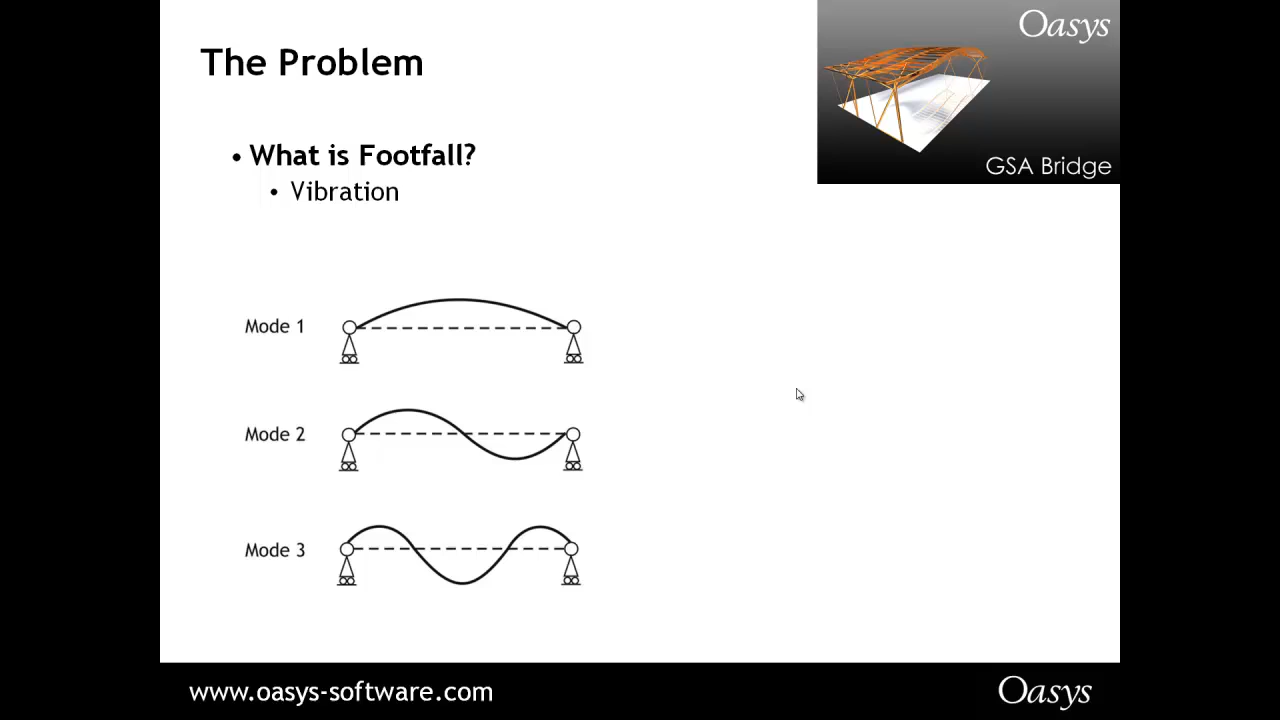 Oasys
The Problem
• What is Footfall?
• Vibration
GSA Bridge
Mode 1
Mode 2
Mode 3
www.oasys-software.com
Oasys